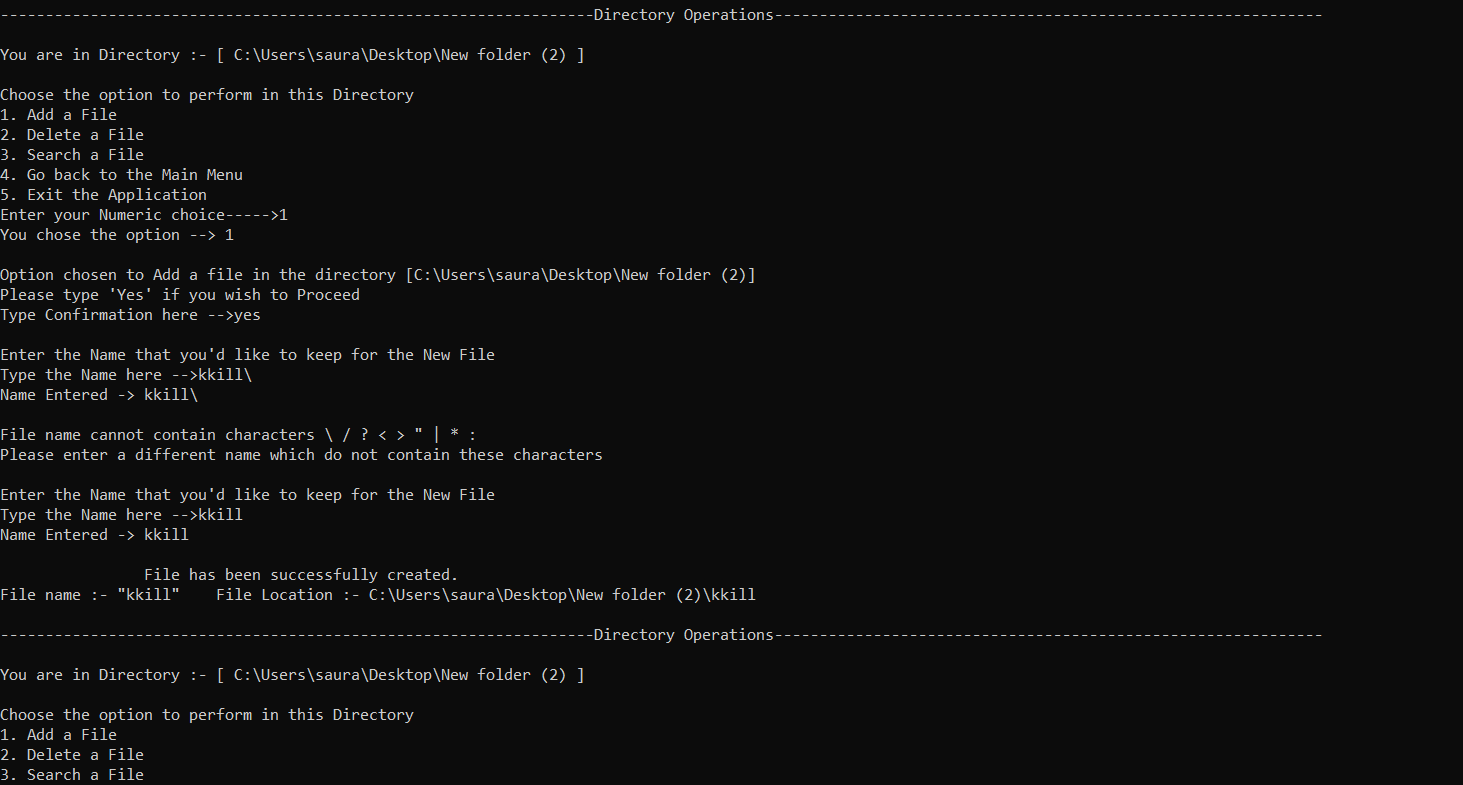 ------------------------------------------------------------------Directory Operations-------------------------------------------------------------
You are in Directory :- [ C:\Users\saura\Desktop\New folder (2) ]
Choose the option to perform in this Directory
1. Add a File
2. Delete a File
3. Search a File
4. Go back to the Main Menu
5. Exit the Application
Enter your Numeric choice----->1
You chose the option --> 1
Option chosen to Add a file in the directory [C:\Users\saura\Desktop\New folder (2)]
Please type 'Yes' if you wish to Proceed
Type Confirmation here -->yes
Enter the Name that you'd like to keep for the New File
Type the Name here -->kkill\
Name Entered -> kkill\
File name cannot contain characters \ / ? < > " | * :
Please enter a different name which do not contain these characters
Enter the Name that you'd like to keep for the New File
Type the Name here -->kkill
Name Entered -> kkill
                File has been successfully created.
File name :- "kkill"    File Location :- C:\Users\saura\Desktop\New folder (2)\kkill
------------------------------------------------------------------Directory Operations-------------------------------------------------------------
You are in Directory :- [ C:\Users\saura\Desktop\New folder (2) ]
Choose the option to perform in this Directory
1. Add a File
2. Delete a File
3. Search a File